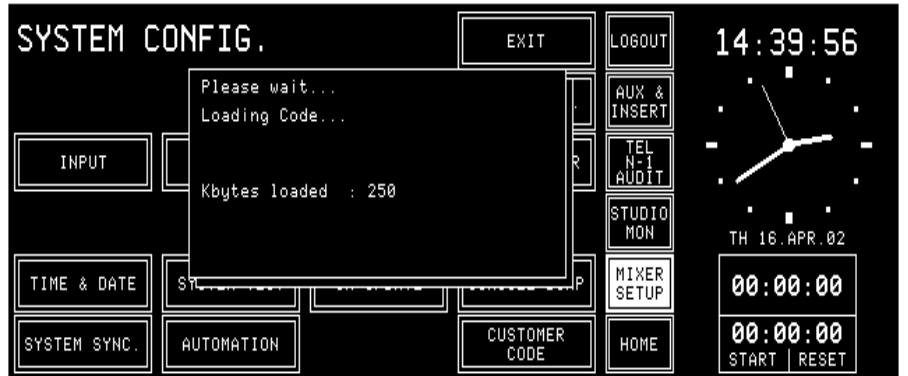 SYSTEM CONFIG.
EXIT
LOGOUT
14:39:56
Please wait...
Loading Code...
Kbytes loaded : 250
AUX &
INSERT
INPUT
TEL
N-1
AUDIT
STUDIO
MON
TH 16.APR.02
TIME & DATE
MIXER
SETUP
00:00:00
SYSTEM SYNC.
AUTOMATION
CUSTOMER
CODE
HOME
00:00:00
START | RESET